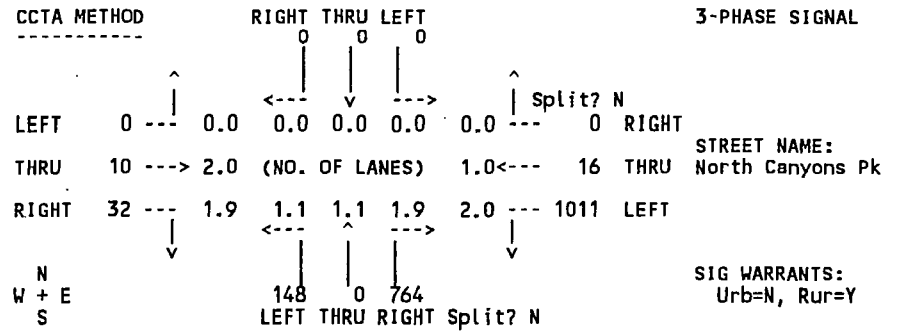 CCTA METHOD RIGHT THRU LEFT 3-PHASE SIGNAL
----------- 0 0 0
^ ^
<--- v ---> Split? N
LEFT 0 --- 0.0 0.0 0.0 0.0 0.0 --- 0 RIGHT
STREET NAME:
THRU 10 ---> 2.0 (NO. OF LANES) 1.0<--- 16 THRU North Canyons Pk
RIGHT 32 --- 1.9 1.1 1.1 1.9 2.0 --- 1011 LEFT
<--- ^ --->
v v
N SIG WARRANTS:
W + E 148 0 764 Urb=N, Rur=Y
S LEFT THRU RIGHT Split? N